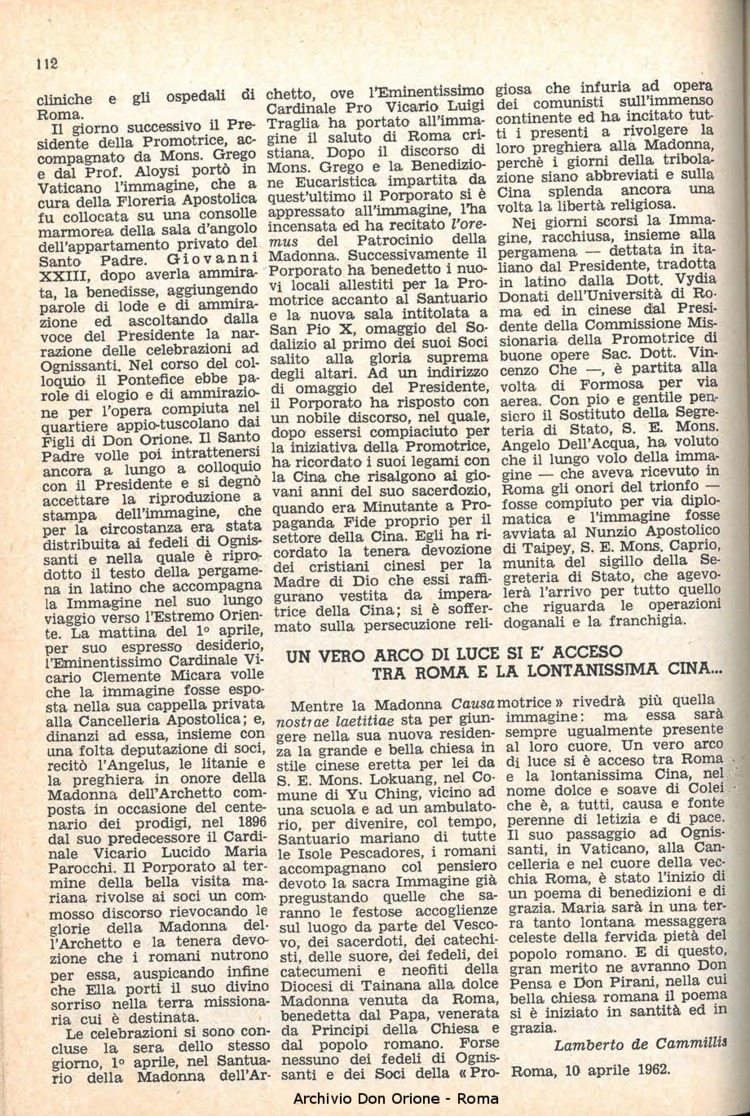 112
cliniche e gli ospedali di
Roma.
Il giorno successivo il Pre-
sidente della Promotrice, ac-
compagnato da Mons. Grego
e dal Prof. Aloysi portò in
Vaticano l'immagine, che a
cura della Floreria Apostolica
fu collocata su una consolle
marmorea della sala d'angolo
dell'appartamento privato del
Santo Padre. Giovanni
XXIII, dopo averla ammira-
ta, la benedisse, aggiungendo
parole di lode e di ammira-
zione ed ascoltando dalla
voce del Presidente la nar-
razione delle celebrazioni ad
Ognissanti. Nel corso del col-
loquio il Pontefice ebbe pa-
role di elogio e di ammirazio-
ne per l'opera compiuta nel
quartiere appio-tuscolano dai
Figli di Don Orione. Il Santo
Padre volle poi intrattenersi
ancora a lungo a colloquio
con il Presidente e si degnò
accettare la riproduzione a
stampa dell'immagine, che
per la circostanza era stata
distribuita ai fedeli di Ognis-
santi e nella quale è ripro-
dotto il testo della pergame-
na in latino che accompagna
la Immagine nel suo lungo
viaggio verso l'Estremo Orien-
te. La mattina del 1º aprile,
per suo espresso desiderio,
l'Eminentissimo Cardinale Vi-
cario Clemente Micara volle
che la immagine fosse espo-
sta nella sua cappella privata
alla Cancelleria Apostolica; e,
dinanzi ad essa, insieme con
una folta deputazione di soci,
recitò l'Angelus, le litanie e
la preghiera in onore della
Madonna dell'Archetto com-
posta in occasione del cente-
nario dei prodigi, nel 1896
dal suo predecessore il Cardi-
nale Vicario Lucido Maria
Parocchi. Il Porporato al ter-
mine della bella visita ma-
riana rivolse ai soci un com-
mosso discorso rievocando le
glorie della Madonna del-
l'Archetto e la tenera devo-
zione che i romani nutrono
per essa, auspicando infine
che Ella porti il suo divino
sorriso nella terra missiona-
ria cui è destinata.
Le celebrazioni si sono con-
cluse la sera dello stesso
giorno, 1º aprile, nel Santua-
rio della Madonna dell'Ar-
chetto, ove l'Eminentissimo
Cardinale Pro Vicario Luigi
Traglia ha portato all'imma-
gine il saluto di Roma cri-
stiana. Dopo il discorso di
Mons. Grego e la Benedizio-
ne Eucaristica impartita da
quest'ultimo il Porporato si è
appressato all'immagine, l'ha
incensata ed ha recitato l'ore-
mus del Patrocinio della
Madonna. Successivamente il
Porporato ha benedetto i nuo-
vi locali allestiti per la Pro-
motrice accanto al Santuario
e la nuova sala intitolata a
San Pio X, omaggio del So-
dalizio al primo dei suoi Soci
salito alla gloria suprema
degli altari. Ad un indirizzo
di omaggio del Presidente,
il Porporato ha risposto con
un nobile discorso, nel quale,
dopo essersi compiaciuto per
la iniziativa della Promotrice,
ha ricordato i suoi legami con
la Cina che risalgono ai gio-
vani anni del suo sacerdozio,
quando era Minutante a Pro-
paganda Fide proprio per il
settore della Cina. Egli ha ri-
cordato la tenera devozione
dei cristiani cinesi per la
Madre di Dio che essi raffi-
gurano vestita da impera-
trice della Cina; si è soffer-
mato sulla persecuzione reli-
giosa che infuria ad opera
dei comunisti sull'immenso
continente ed ha incitato tut-
ti i presenti a rivolgere la
loro preghiera alla Madonna,
perchè i giorni della tribola-
zione siano abbreviati e sulla
Cina splenda ancora una
volta la libertà religiosa.
Nei giorni scorsi la Imma-
gine, racchiusa, insieme alla
pergamena — dettata in ita-
liano dal Presidente, tradotta
in latino dalla Dott. Vydia
Donati dell'Università di Ro-
ma ed in cinese dal Presi-
dente della Commissione Mis-
sionaria della Promotrice di
buone opere Sac. Dott. Vin-
cenzo Che —, è partita alla
volta di Formosa per via
aerea. Con pio e gentile pen-
siero il Sostituto della Segre-
teria di Stato, S. E. Mons.
Angelo Dell'Acqua, ha voluto
che il lungo volo della imma-
gine — che aveva ricevuto in
Roma gli onori del trionfo —
fosse compiuto per via diplo-
matica e l'immagine fosse
avviata al Nunzio Apostolico
di Taipey, S. E. Mons. Caprio,
munita del sigillo della Se-
greteria di Stato, che agevo-
lerà l'arrivo per tutto quello
che riguarda le operazioni
doganali e la franchigia.
UN VERO ARCO DI LUCE SI E' ACCESO
TRA ROMA E LA LONTANISSIMA CINA...
Mentre la Madonna Causa
nostrae laetitiae sta per giun-
gere nella sua nuova residen-
za la grande e bella chiesa in
stile cinese eretta per lei da
S. E. Mons. Lokuang, nel Co-
mune di Yu Ching, vicino ad
una scuola e ad un ambulato-
rio, per divenire, col tempo,
Santuario mariano di tutte
le Isole Pescadores, i romani
accompagnano col pensiero
devoto la sacra Immagine già
pregustando quelle che sa-
ranno le festose accoglienze
sul luogo da parte del Vesco-
vo, dei sacerdoti, dei catechi-
sti, delle suore, dei fedeli, dei
catecumeni e neofiti della
Diocesi di Tainana alla dolce
Madonna venuta da Roma,
benedetta dal Papa, venerata
da Principi della Chiesa e
dal popolo romano. Forse
nessuno dei fedeli di Ognis-
santi e dei Soci della « Pro-
motrice » rivedrà più quella
immagine: ma essa sarà
sempre ugualmente presente
al loro cuore. Un vero arco
di luce si è acceso tra Roma
e la lontanissima Cina, nel
nome dolce e soave di Colei
che è, a tutti, causa e fonte
perenne di letizia e di pace.
Il suo passaggio ad Ognis-
santi, in Vaticano, alla Can-
celleria e nel cuore della vec-
chia Roma, è stato l'inizio di
un poema di benedizioni e di
grazia. Maria sarà in una ter-
ra tanto lontana messaggera
celeste della fervida pietà del
popolo romano. E di questo,
gran merito ne avranno Don
Pensa e Don Pirani, nella cui
bella chiesa romana il poema
si è iniziato in santità ed in
grazia.
Lamberto de Cammillis
Roma, 10 aprile 1962.
Archivio Don Orione - Roma